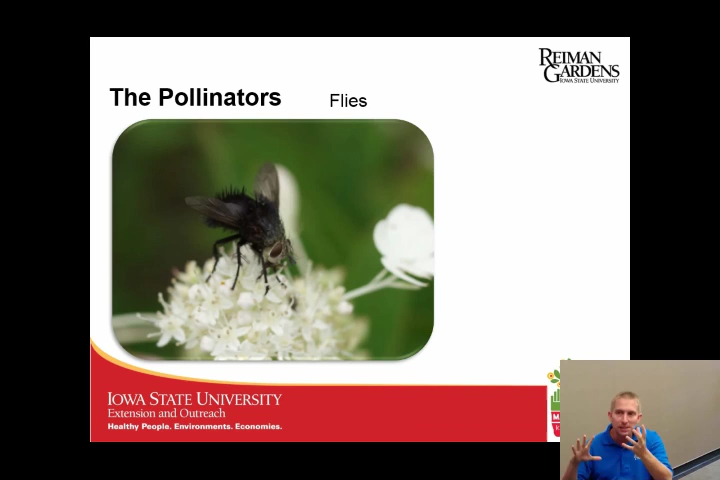 REIMAN
GARDENS
IOWA STATE UNIVERSITY
The Pollinators
Flies
IOWA STATE UNIVERSITY
Extension and Outreach
Healthy People. Environments. Economies.